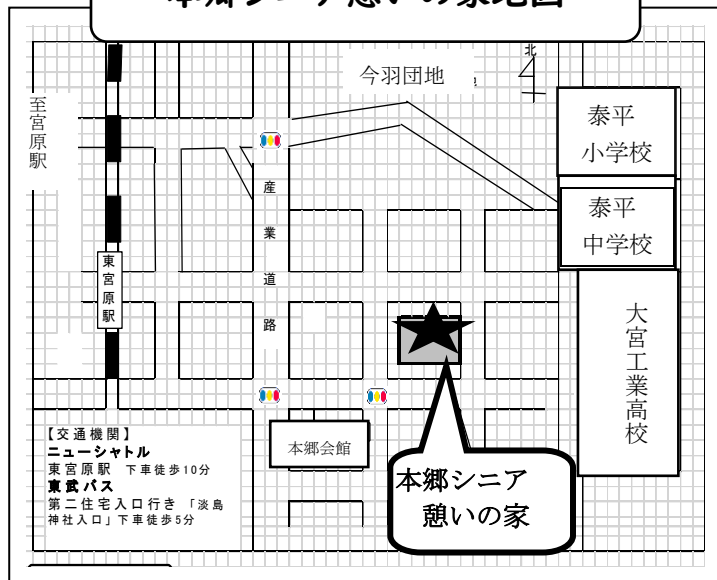 本郷シニア憩いの家地図
北
今羽団地
至宮原駅
泰平
小学校
産業道路
泰平
中学校
東宮原駅
大宮工業高校
【交通機関】
ニューシャトル
東宮原駅 下車徒歩10分
東武バス
第二住宅入口行き 「淡島
神社入口」下車徒歩5分
本郷会館
本郷シニア
憩いの家